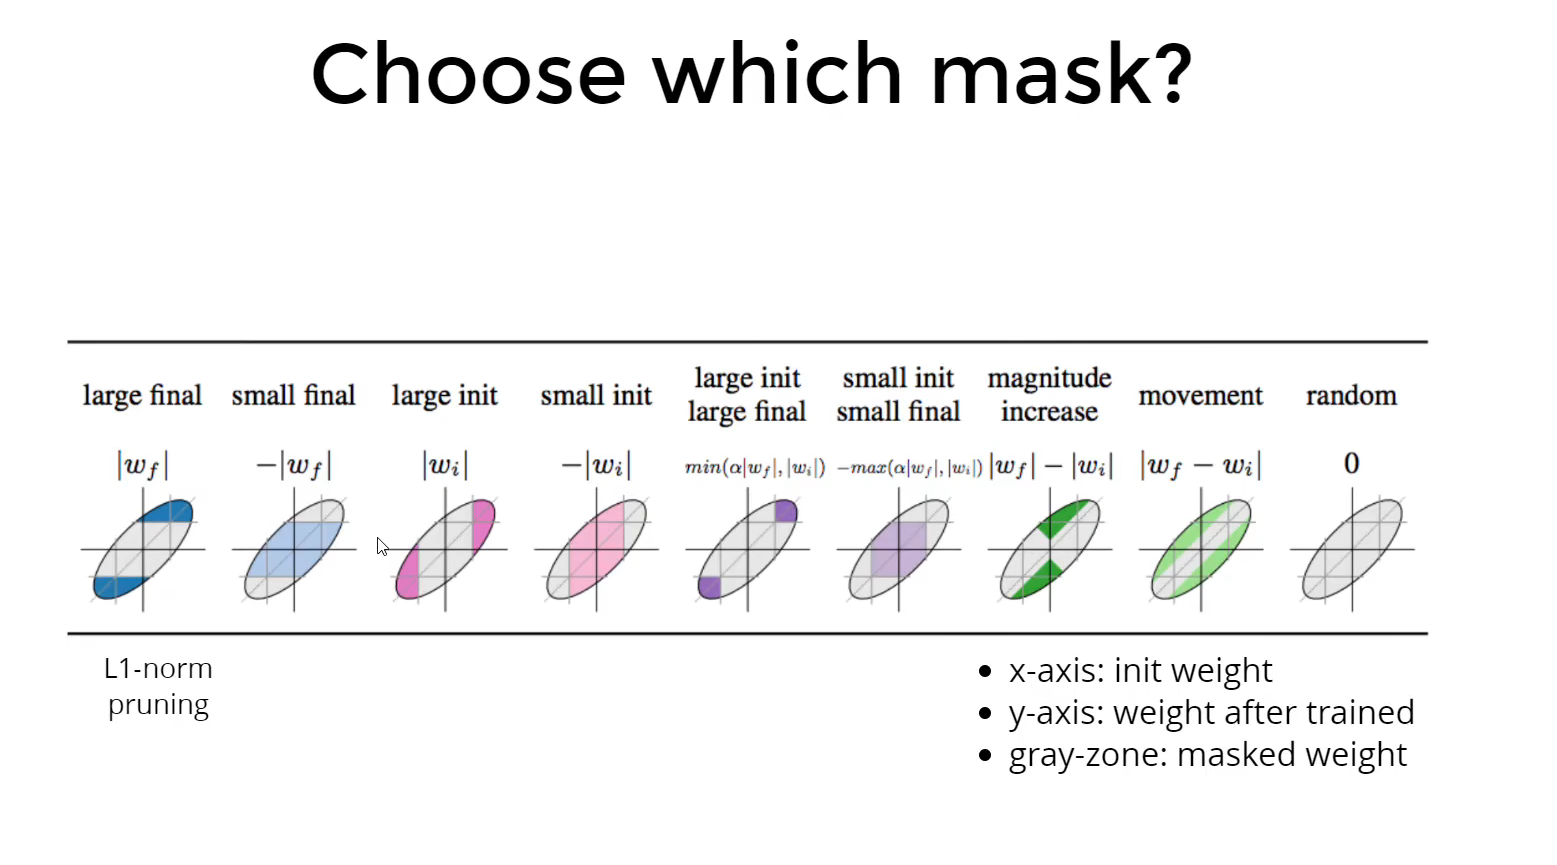 Choose which mask?
large final small final large init small init large init large final small init small final magnitude increase movement random
|w_f| −|w_f| |w_i| −|w_i| min(α|w_f|, |w_i|) −max(α|w_f|, |w_i|) |w_f| − |w_i| |w_f − w_i| 0
L1-norm
pruning
• x-axis: init weight
• y-axis: weight after trained
• gray-zone: masked weight